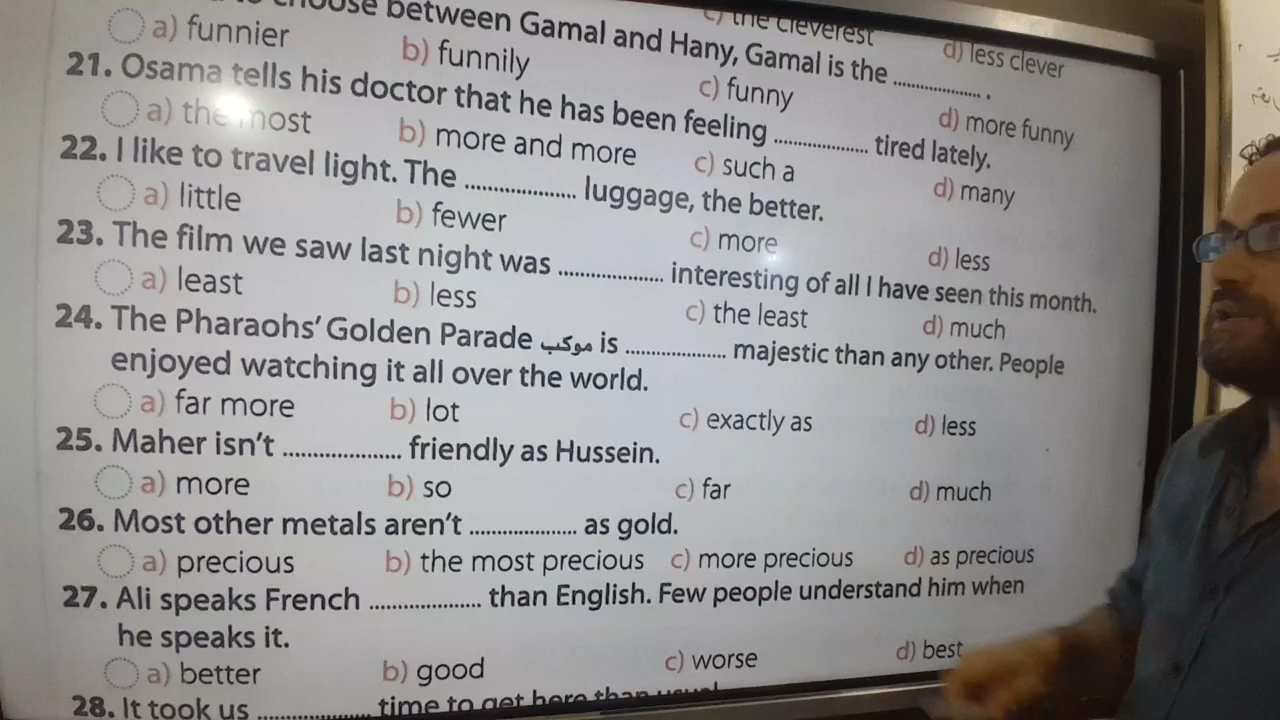 choose between Gamal and Hany, Gamal is the .................. .
c) the cleverest d) less clever
a) funnier b) funnily c) funny d) more funny
21. Osama tells his doctor that he has been feeling .................. tired lately.
a) the most b) more and more c) such a d) many
22. I like to travel light. The .................. luggage, the better.
a) little b) fewer c) more d) less
23. The film we saw last night was .................. interesting of all I have seen this month.
a) least b) less c) the least d) much
24. The Pharaohs' Golden Parade موكب is .................. majestic than any other. People
enjoyed watching it all over the world.
a) far more b) lot c) exactly as d) less
25. Maher isn't .................. friendly as Hussein.
a) more b) so c) far d) much
26. Most other metals aren't .................. as gold.
a) precious b) the most precious c) more precious d) as precious
27. Ali speaks French .................. than English. Few people understand him when
he speaks it.
a) better b) good c) worse d) best
28. It took us .................. time to get here than usual